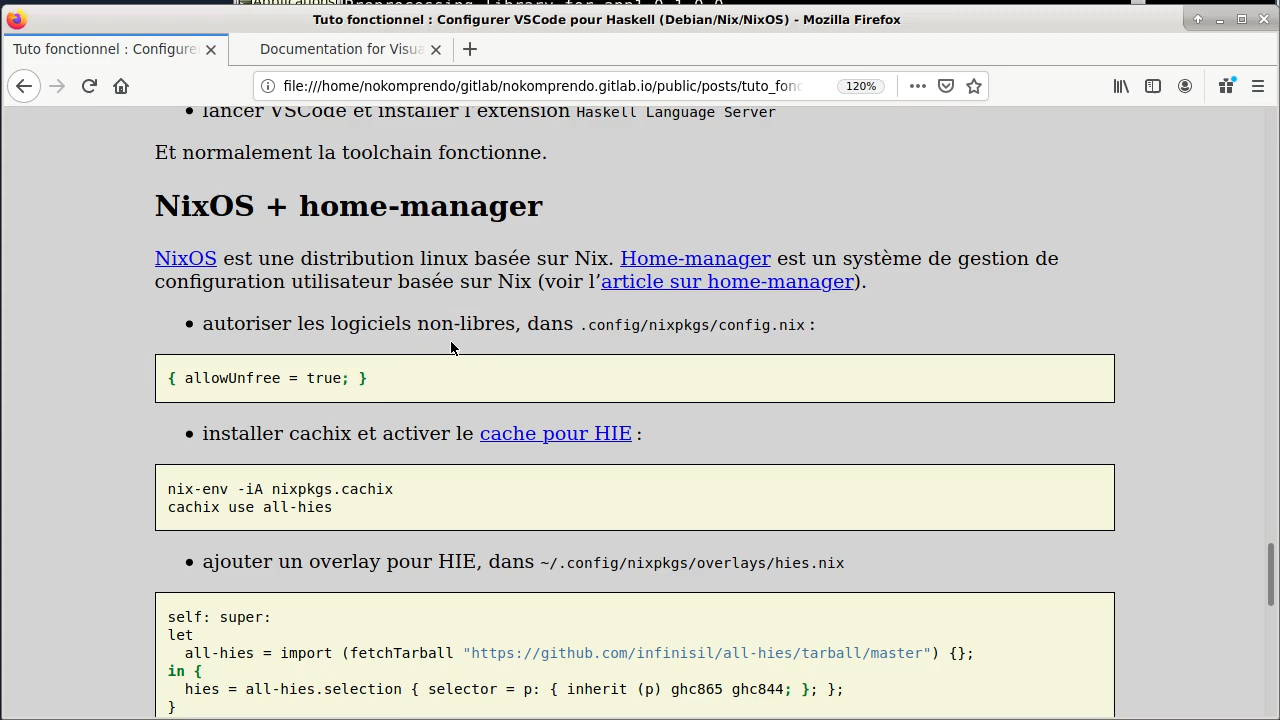 Tuto fonctionnel : Configurer VSCode pour Haskell (Debian/Nix/NixOS) - Mozilla Firefox
Tuto fonctionnel : Configure
Documentation for Visua
file:///home/nokomprendo/gitlab/nokomprendo.gitlab.io/public/posts/tuto_fonc
120%
• lancer VSCode et installer l'extension Haskell Language Server
Et normalement la toolchain fonctionne.
NixOS + home-manager
NixOS est une distribution linux basée sur Nix. Home-manager est un système de gestion de
configuration utilisateur basée sur Nix (voir l’article sur home-manager).
• autoriser les logiciels non-libres, dans .config/nixpkgs/config.nix :
{ allowUnfree = true; }
• installer cachix et activer le cache pour HIE :
nix-env -iA nixpkgs.cachix
cachix use all-hies
• ajouter un overlay pour HIE, dans ~/.config/nixpkgs/overlays/hies.nix
self: super:
let
  all-hies = import (fetchTarball "https://github.com/infinisil/all-hies/tarball/master") {};
in {
  hies = all-hies.selection { selector = p: { inherit (p) ghc865 ghc844; }; };
}